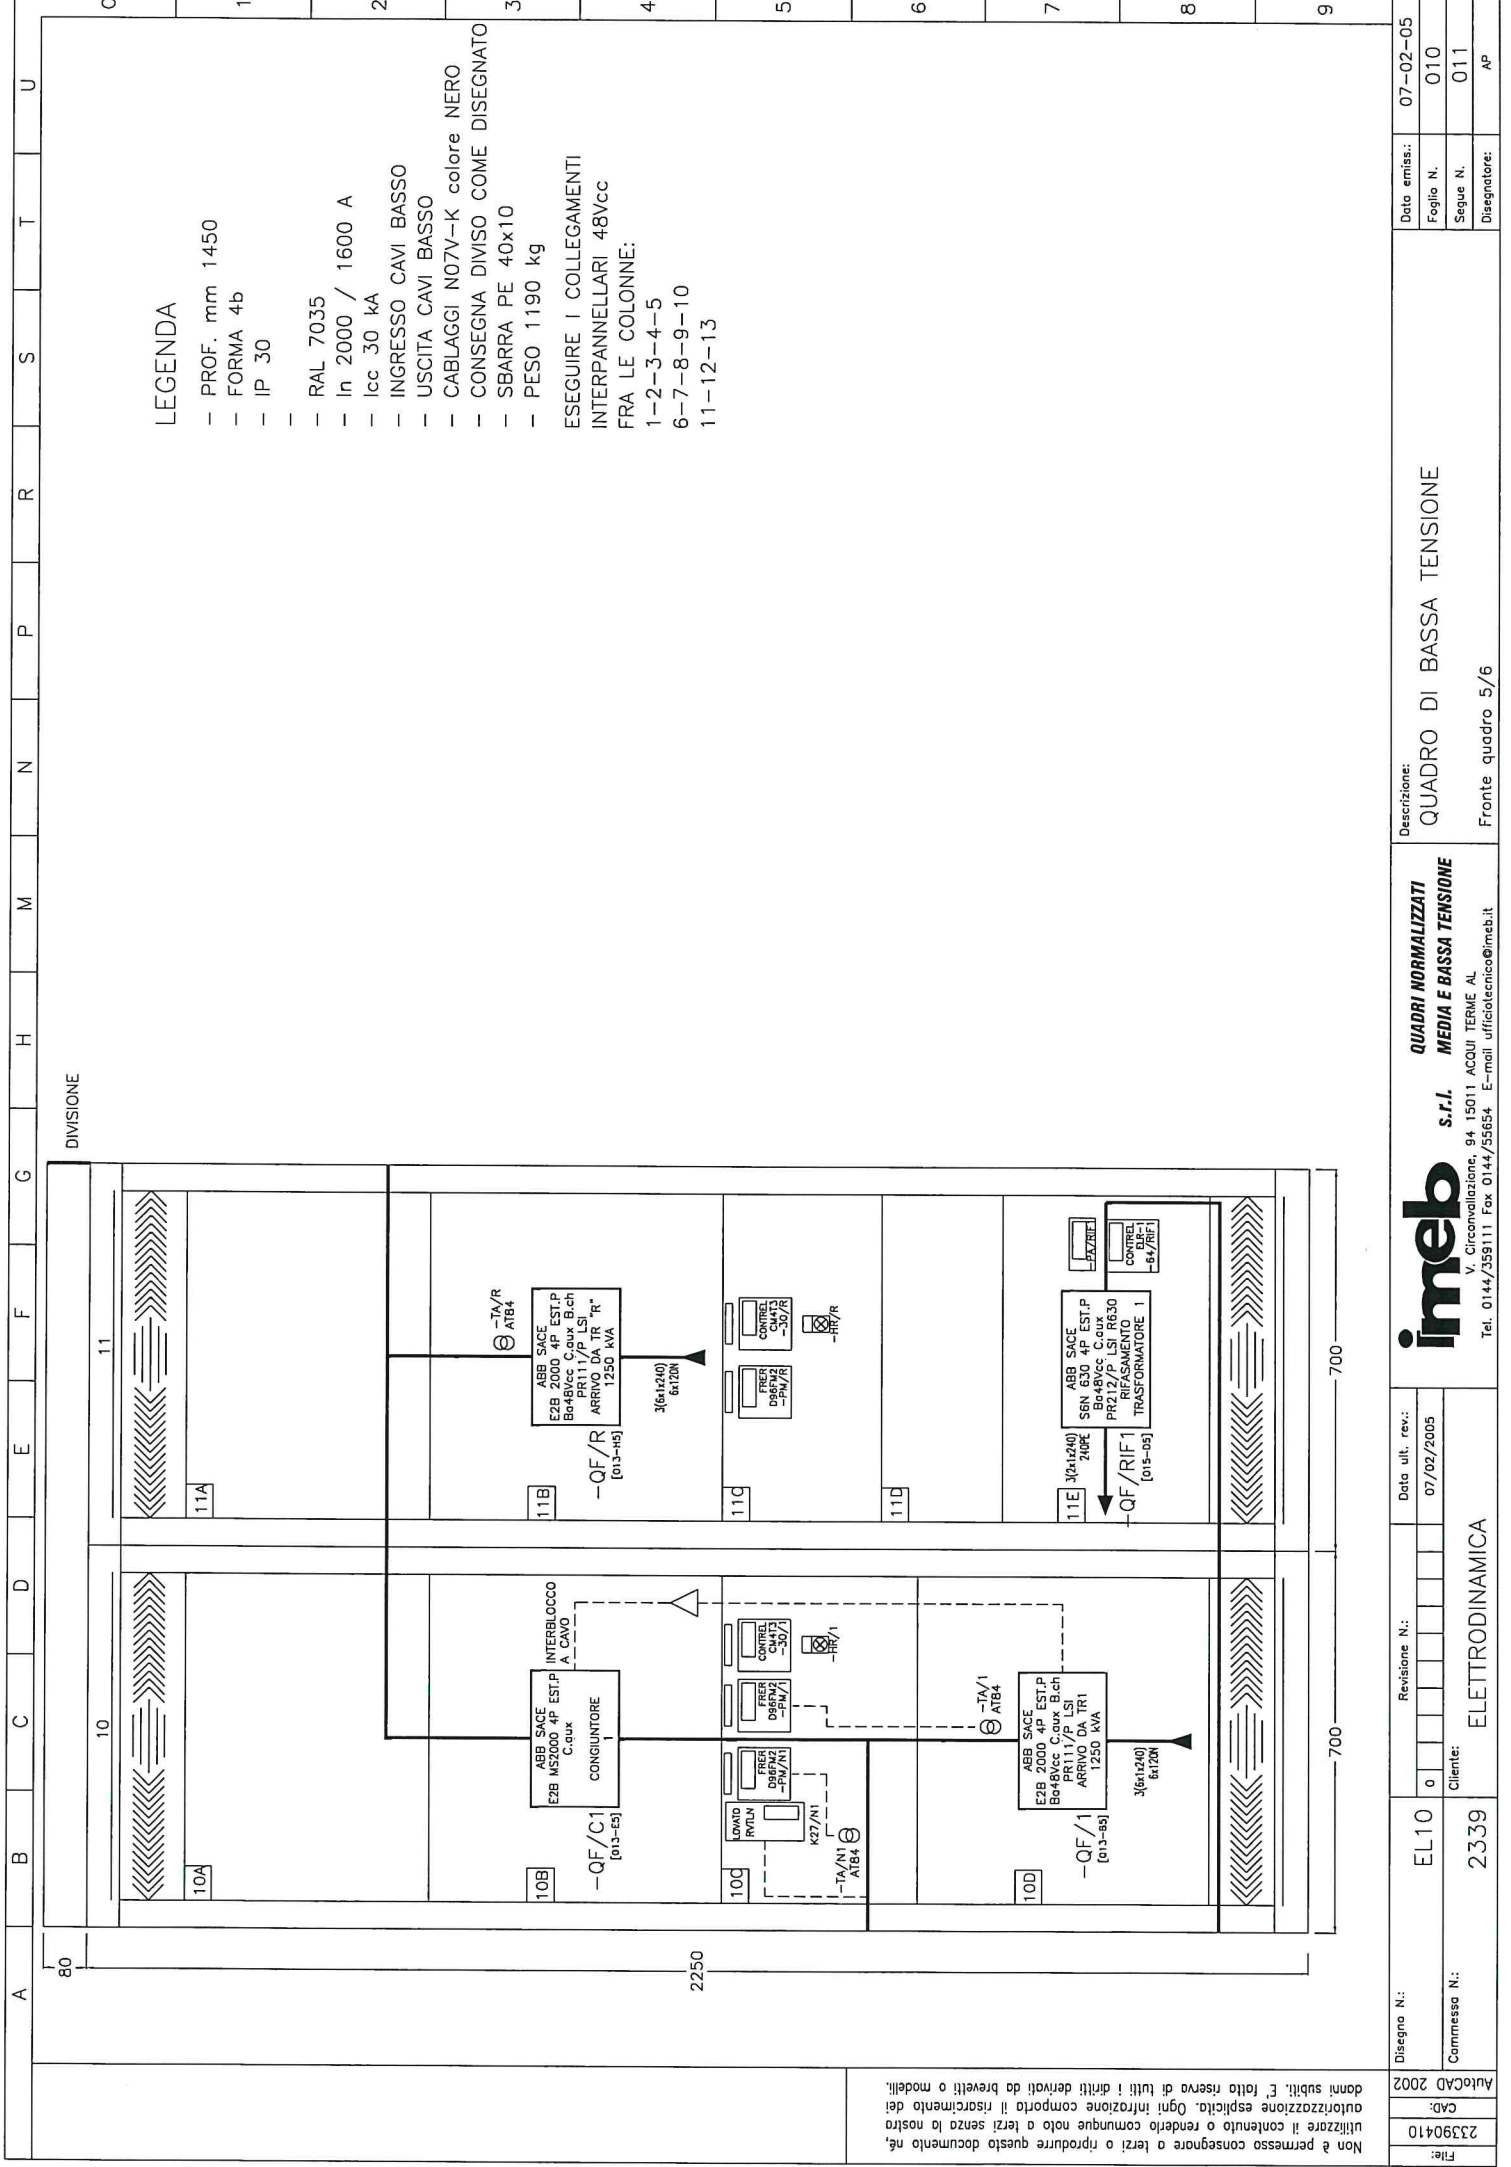 A B C D E F G H M N P R S T U
0
1
2
3
4
5
6
7
8
9
80
2250
10
11
DIVISIONE
10A
11A
10B
ABB SACE
E2B MS2000 4P EST.P
C.aux
CONGIUNTORE
1
-QF/C1
[013-E5]
INTERBLOCCO
A CAVO
11B
-TA/R
ATB4
ABB SACE
E2B 2000 4P EST.P
Ba48Vcc C.aux B.ch
PR111/P LSI
ARRIVO DA TR "R"
1250 kVA
-QF/R
[013-H5]
3(6x1x240)
6x120N
10C
LOVATO
RVTLN
K27/N1
FRER
D96FM2
-PM/N1
FRER
D96FM2
-PM/1
CONTREL
CM4T3
-30/1
-HR/1
-TA/N1
ATB4
11C
FRER
D96FM2
-PM/R
CONTREL
CM4T3
-30/R
-HR/R
11D
10D
-TA/1
ATB4
ABB SACE
E2B 2000 4P EST.P
Ba48Vcc C.aux B.ch
PR111/P LSI
ARRIVO DA TR1
1250 kVA
-QF/1
[013-B5]
3(6x1x240)
6x120N
11E
3(2x1x240)
240PE
ABB SACE
S6N 630 4P EST.P
Ba48Vcc C.aux
PR212/P LSI R630
RIFASAMENTO
TRASFORMATORE 1
-QF/RIF1
[015-D5]
-PA/RIF1
CONTREL
ELR-1
-64/RIF1
700
700
LEGENDA
- PROF. mm 1450
- FORMA 4b
- IP 30
-
- RAL 7035
- In 2000 / 1600 A
- Icc 30 kA
- INGRESSO CAVI BASSO
- USCITA CAVI BASSO
- CABLAGGI N07V-K colore NERO
- CONSEGNA DIVISO COME DISEGNATO
- SBARRA PE 40x10
- PESO 1190 kg
ESEGUIRE I COLLEGAMENTI
INTERPANNELLARI 48Vcc
FRA LE COLONNE:
1-2-3-4-5
6-7-8-9-10
11-12-13
Non è permesso consegnare a terzi o riprodurre questo documento, né,
utilizzare il contenuto o renderlo comunque noto a terzi senza la nostra
autorizzazzione esplicita. Ogni infrazione comporta il risarcimento dei
danni subiti. E' fatta riserva di tutti i diritti derivati da brevetti o modelli.
File:
23390410
CAD:
AutoCAD 2002
Disegno N.:
EL10
Commessa N.:
2339
Revisione N.:
0
Data ult. rev.:
07/02/2005
Cliente:
ELETTRODINAMICA
imeb s.r.l.
QUADRI NORMALIZZATI
MEDIA E BASSA TENSIONE
V. Circonvallazione, 94 15011 ACQUI TERME AL
Tel. 0144/359111 Fax 0144/55654 E-mail ufficiotecnico@imeb.it
Descrizione:
QUADRO DI BASSA TENSIONE
Fronte quadro 5/6
Data emiss.: 07-02-05
Foglio N. 010
Segue N. 011
Disegnatore: AP